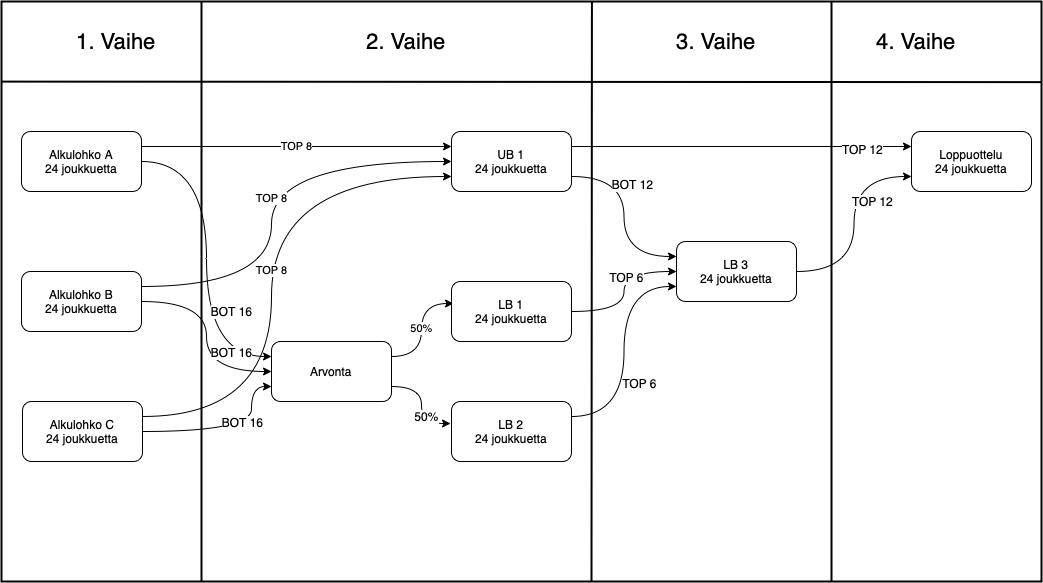 1. Vaihe
2. Vaihe
3. Vaihe
4. Vaihe
Alkulohko A
24 joukkuetta
TOP 8
UB 1
24 joukkuetta
TOP 12
Loppuottelu
24 joukkuetta
TOP 8
BOT 12
TOP 12
Alkulohko B
24 joukkuetta
TOP 8
TOP 6
LB 3
24 joukkuetta
BOT 16
LB 1
24 joukkuetta
50%
BOT 16
Arvonta
TOP 6
Alkulohko C
24 joukkuetta
BOT 16
50%
LB 2
24 joukkuetta